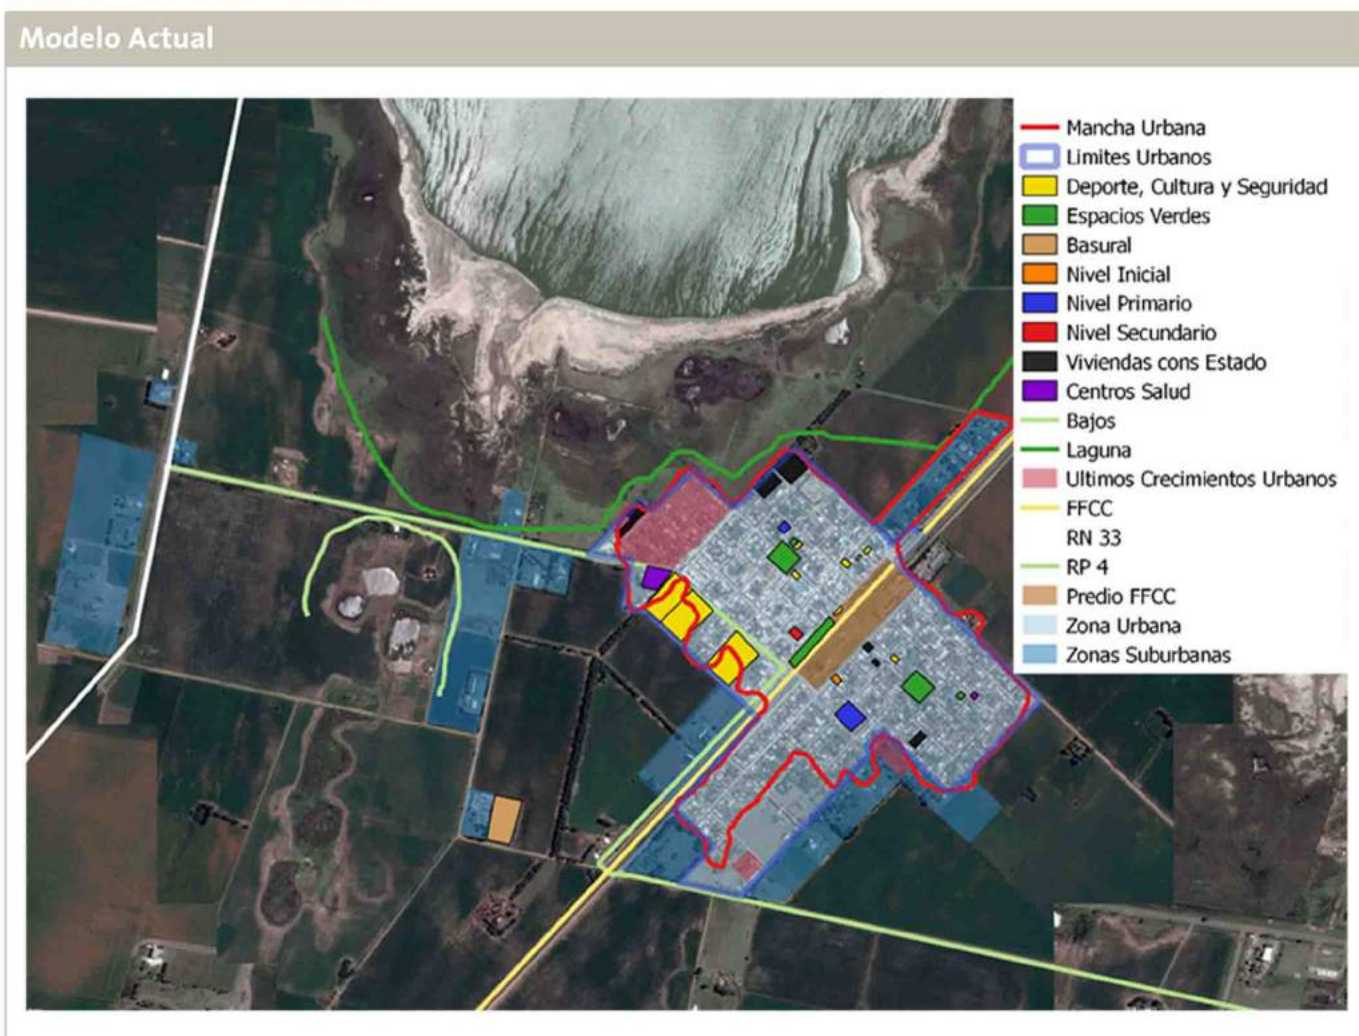 Modelo Actual
Mancha Urbana
Limites Urbanos
Deporte, Cultura y Seguridad
Espacios Verdes
Basural
Nivel Inicial
Nivel Primario
Nivel Secundario
Viviendas cons Estado
Centros Salud
Bajos
Laguna
Ultimos Crecimientos Urbanos
FFCC
RN 33
RP 4
Predio FFCC
Zona Urbana
Zonas Suburbanas